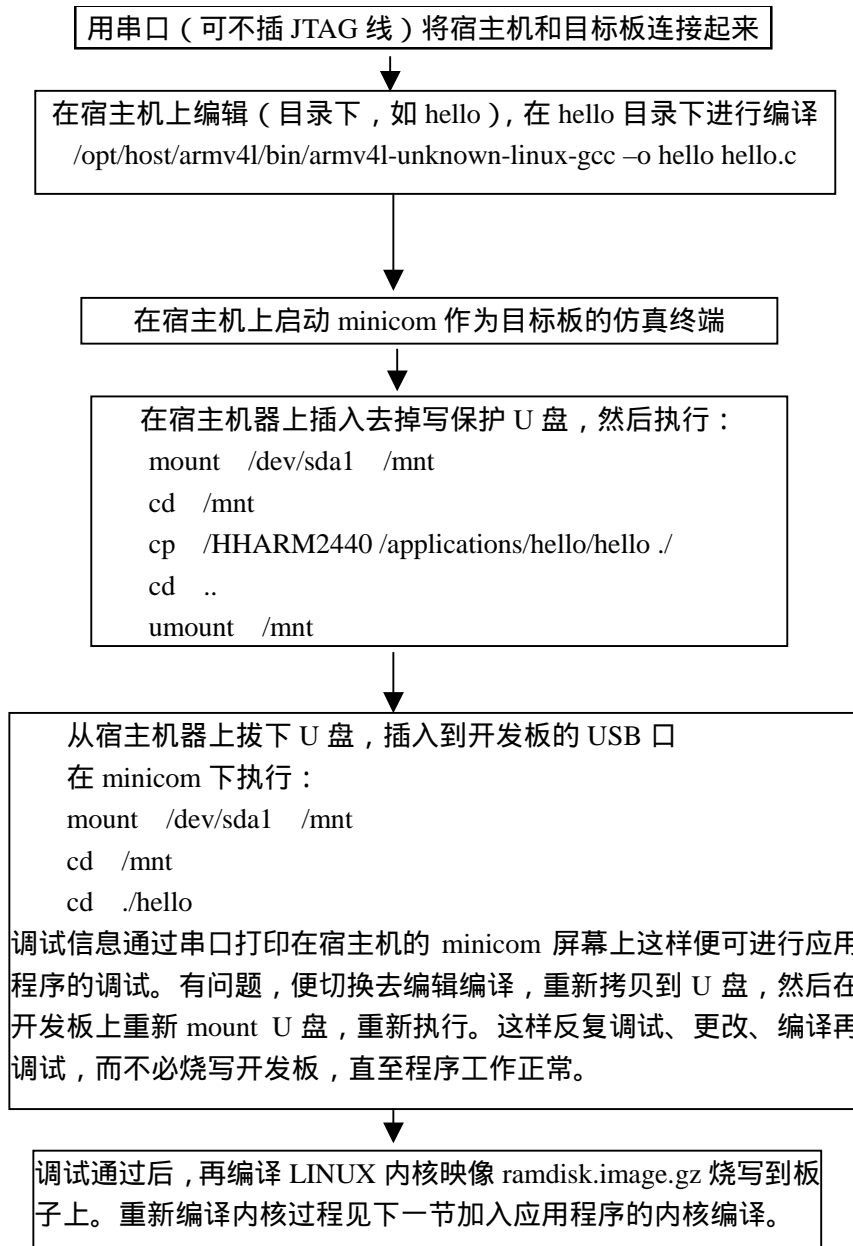 用串口（可不插 JTAG 线）将宿主机和目标板连接起来
在宿主机上编辑（目录下，如 hello），在 hello 目录下进行编译
/opt/host/armv4l/bin/armv4l-unknown-linux-gcc –o hello hello.c
在宿主机上启动 minicom 作为目标板的仿真终端
在宿主机器上插入去掉写保护 U 盘，然后执行：
mount /dev/sda1 /mnt
cd /mnt
cp /HHARM2440 /applications/hello/hello ./
cd ..
umount /mnt
从宿主机器上拔下 U 盘，插入到开发板的 USB 口
在 minicom 下执行：
mount /dev/sda1 /mnt
cd /mnt
cd ./hello
调试信息通过串口打印在宿主机的 minicom 屏幕上这样便可进行应用
程序的调试。有问题，便切换去编辑编译，重新拷贝到 U 盘，然后在
开发板上重新 mount U 盘，重新执行。这样反复调试、更改、编译再
调试，而不必烧写开发板，直至程序工作正常。
调试通过后，再编译 LINUX 内核映像 ramdisk.image.gz 烧写到板
子上。重新编译内核过程见下一节加入应用程序的内核编译。